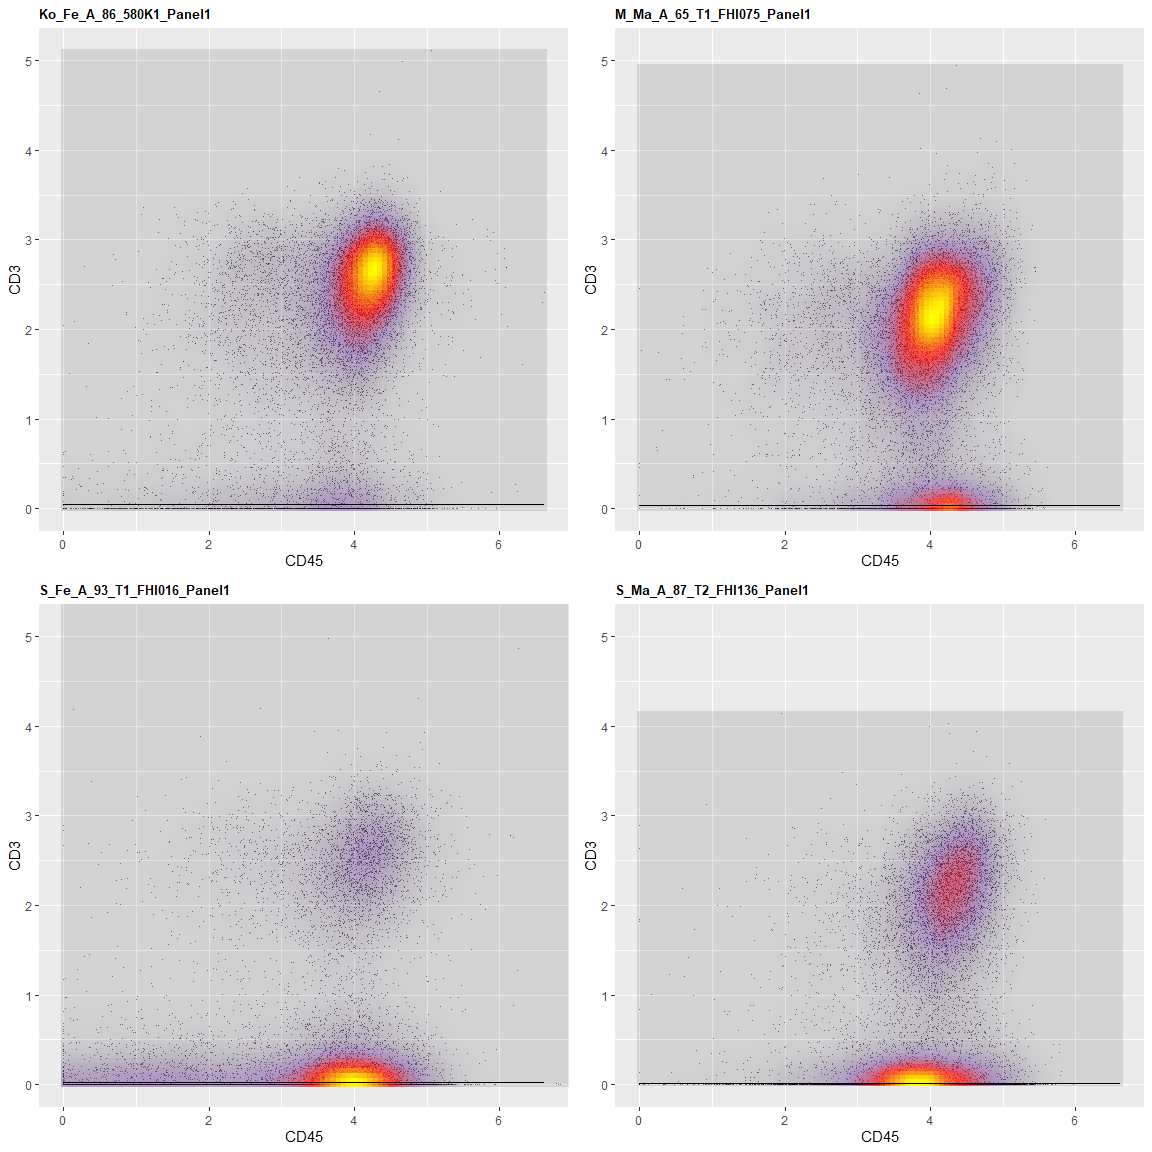 Ko_Fe_A_86_580K1_Panel1
5
4
3
2
1
0
CD3
0 2 4 6
CD45
M_Ma_A_65_T1_FHI075_Panel1
5
4
3
2
1
0
CD3
0 2 4 6
CD45
S_Fe_A_93_T1_FHI016_Panel1
5
4
3
2
1
0
CD3
0 2 4 6
CD45
S_Ma_A_87_T2_FHI136_Panel1
5
4
3
2
1
0
CD3
0 2 4 6
CD45